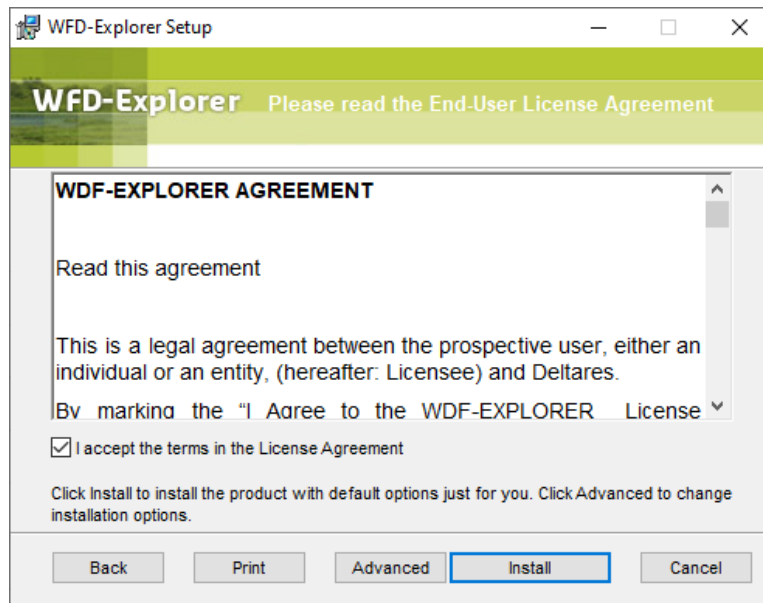 WFD-Explorer Setup
WFD-Explorer Please read the End-User License Agreement
WDF-EXPLORER AGREEMENT
Read this agreement
This is a legal agreement between the prospective user, either an
individual or an entity, (hereafter: Licensee) and Deltares.
By marking the “I Agree to the WDF-EXPLORER License
I accept the terms in the License Agreement
Click Install to install the product with default options just for you. Click Advanced to change
installation options.
Back Print Advanced Install Cancel